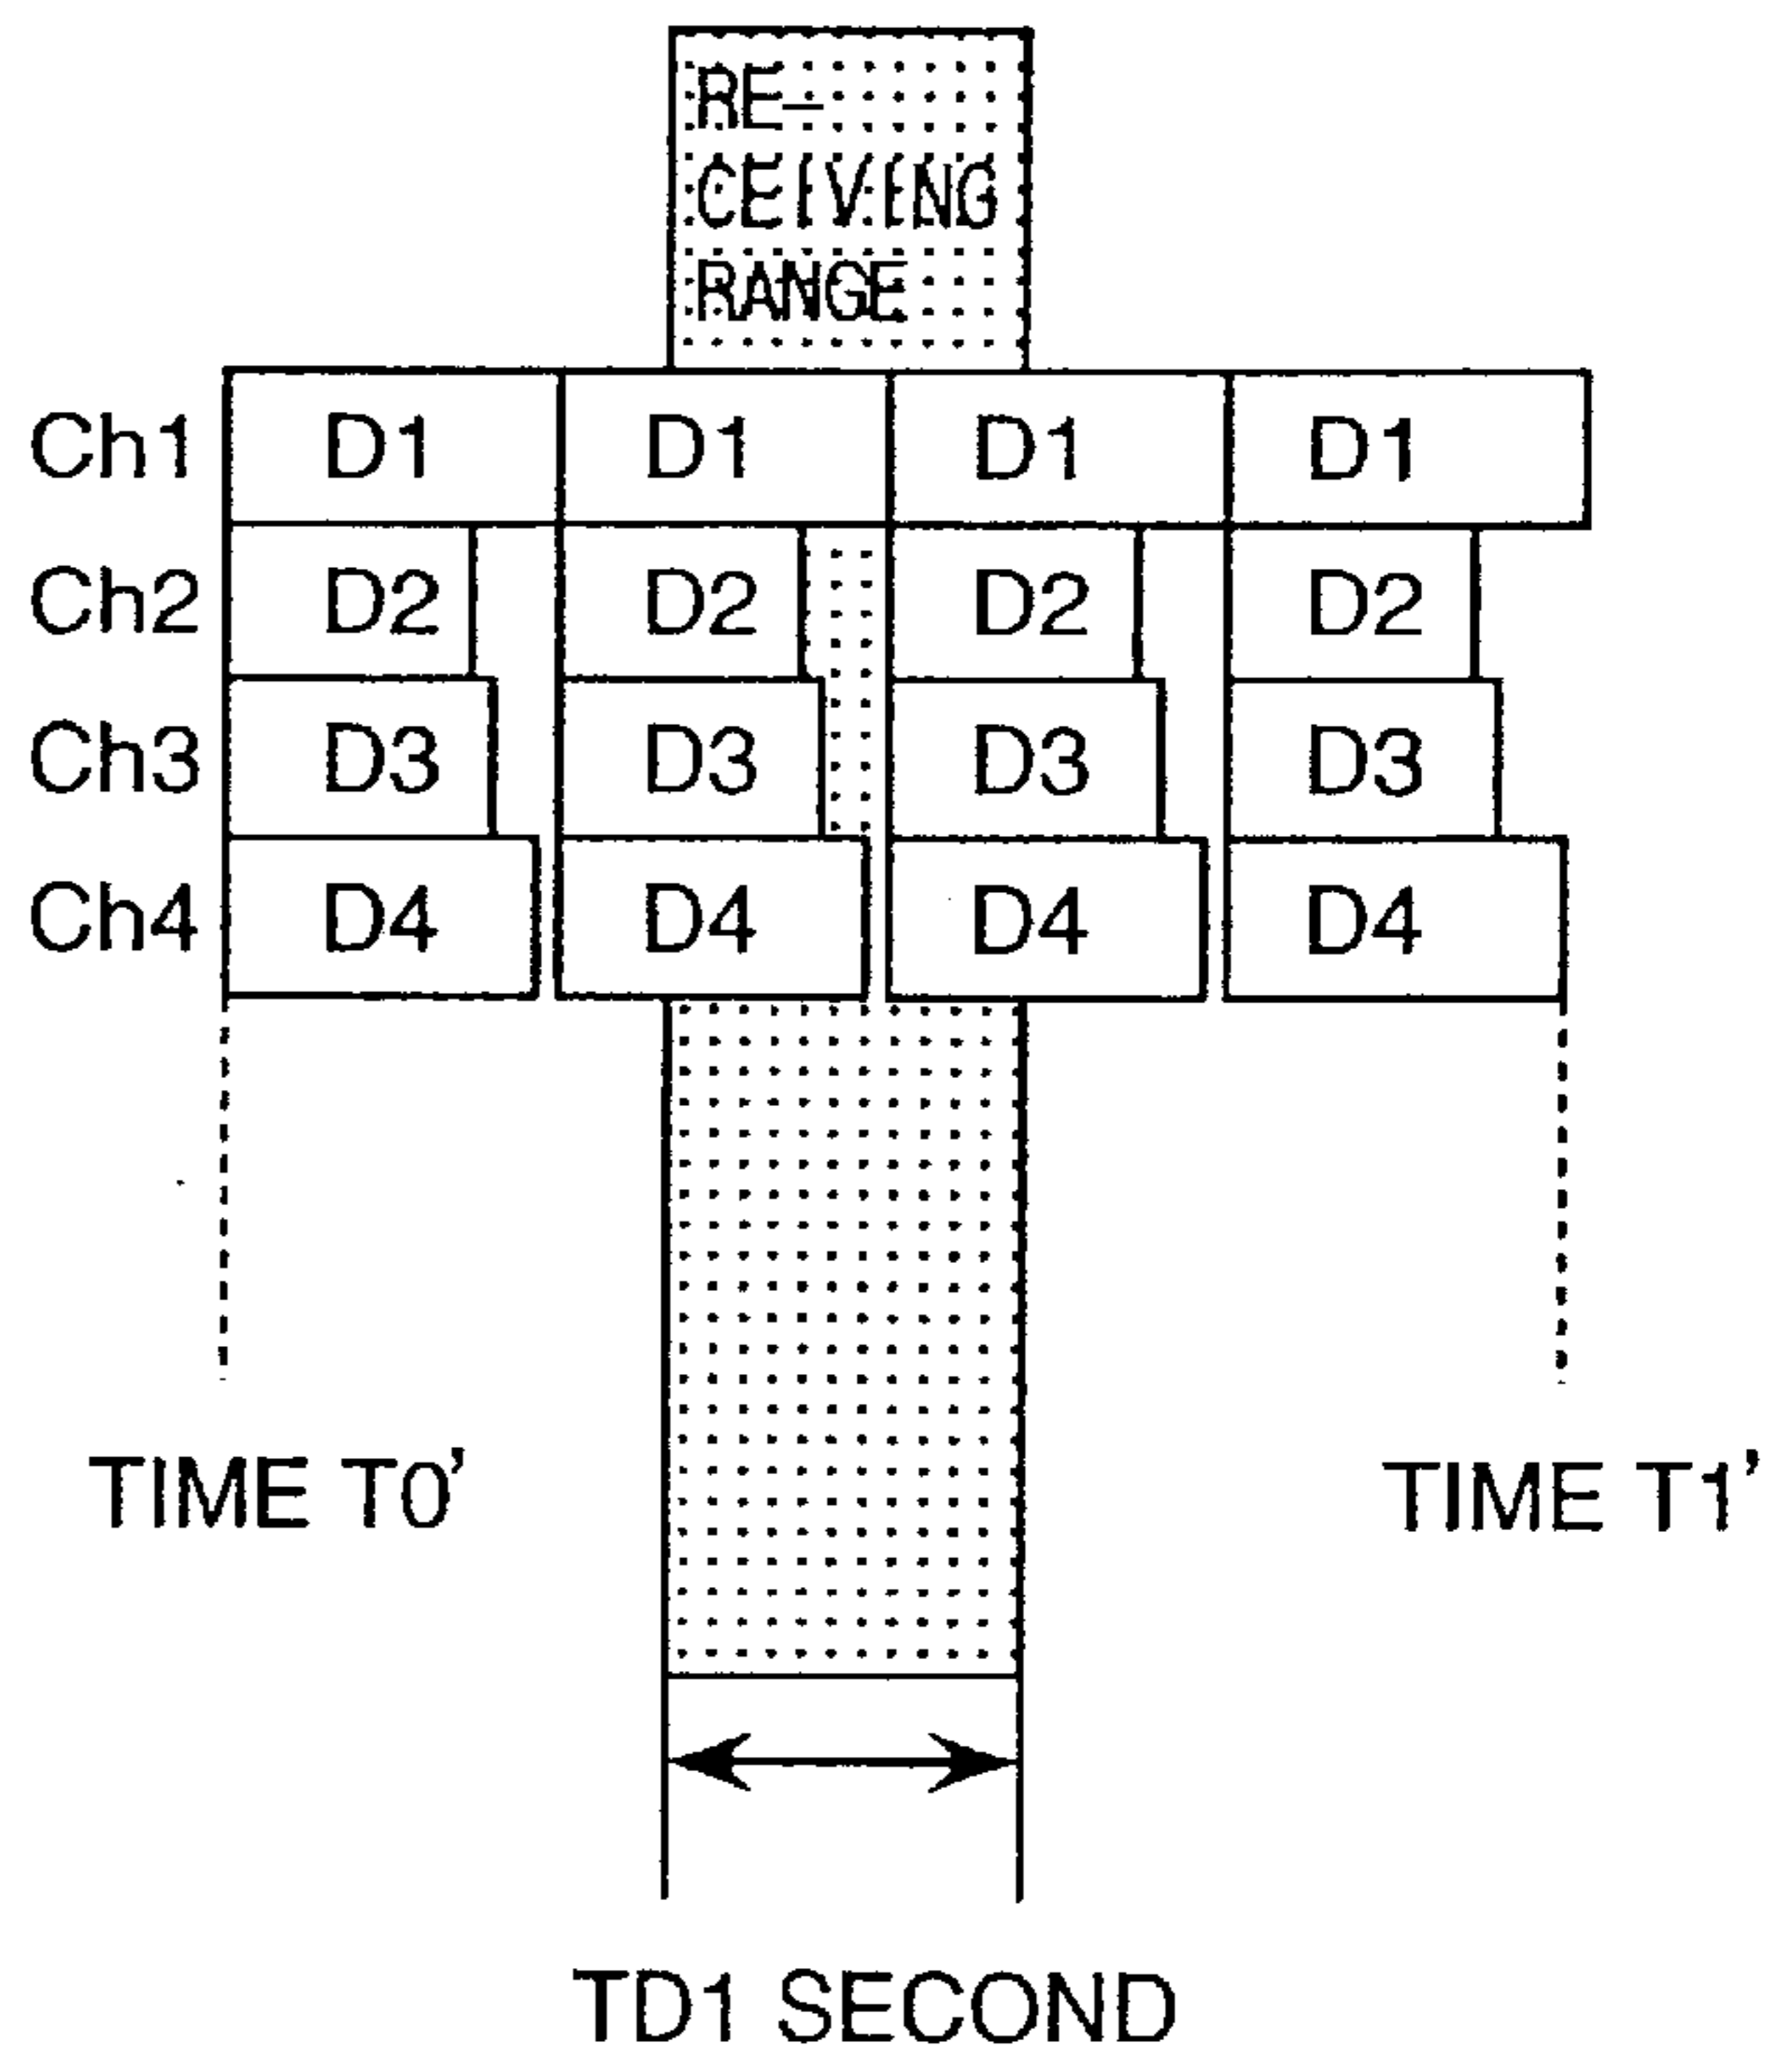 RE-
CEIVING
RANGE
Ch1 D1 D1 D1 D1
Ch2 D2 D2 D2 D2
Ch3 D3 D3 D3 D3
Ch4 D4 D4 D4 D4
TIME T0' TIME T1'
TD1 SECOND